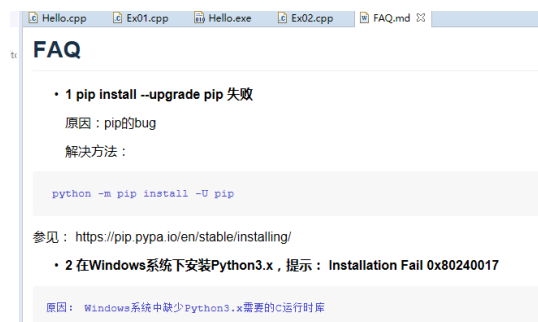 Hello.cpp Ex01.cpp Hello.exe Ex02.cpp FAQ.md
FAQ
• 1 pip install --upgrade pip 失败
原因：pip的bug
解决方法：
python -m pip install -U pip
参见： https://pip.pypa.io/en/stable/installing/
• 2 在Windows系统下安装Python3.x，提示： Installation Fail 0x80240017
原因： Windows系统中缺少Python3.x需要的C运行时库